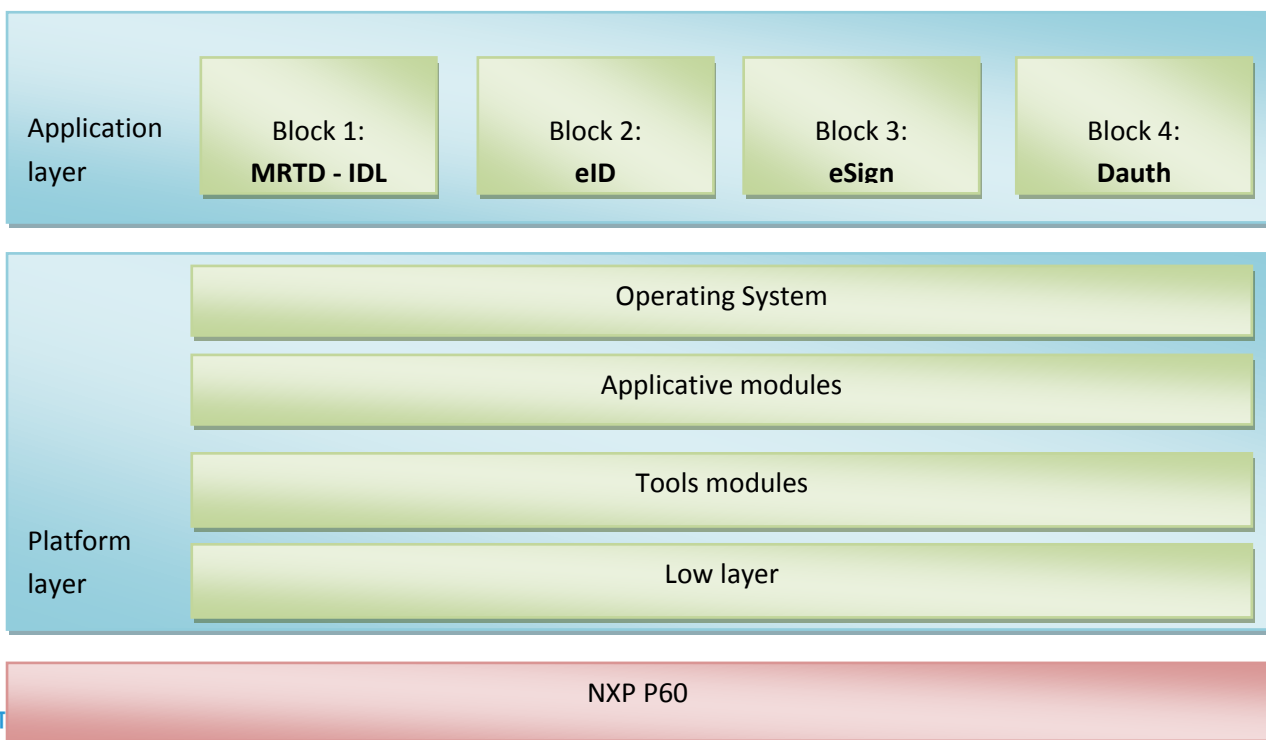 Application
layer
Block 1:
MRTD - IDL
Block 2:
eID
Block 3:
eSign
Block 4:
Dauth
Operating System
Applicative modules
Tools modules
Platform
layer
Low layer
NXP P60
T